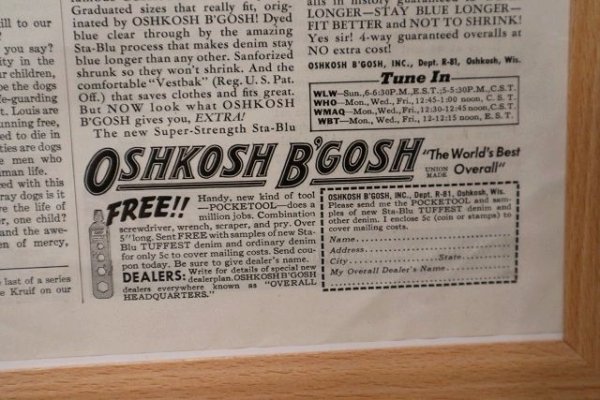 ill to our
you say?
ity in the
r children,
be the dogs
e-guarding
t. Louis are
unning free,
ed to die in
ties are dogs
e men who
man life.
ed with this
ray dogs is it
re the life of
r, one child?
and the awe-
en of mercy,
last of a series
e Kruif on our
Graduated sizes that really fit, orig-
inated by OSHKOSH B'GOSH! Dyed
blue clear through by the amazing
Sta-Blu process that makes denim stay
blue longer than any other. Sanforized
shrunk so they won't shrink. And the
comfortable "Vestbak" (Reg. U. S. Pat.
Off.) that saves clothes and fits great.
But NOW look what OSHKOSH
B'GOSH gives you, EXTRA!
The new Super-Strength Sta-Blu
LONGER—STAY BLUE LONGER—
FIT BETTER and NOT TO SHRINK!
Yes sir! 4-way guaranteed overalls at
NO extra cost!
OSHKOSH B'GOSH, INC., Dept. R-81, Oshkosh, Wis.
Tune In
WLW—Sun., 6-6:30P.M., E.S.T.; 5-5:30P.M., C.S.T.
WHO—Mon., Wed., Fri., 12:45-1:00 noon, C. S. T.
WMAQ—Mon., Wed., Fri., 12:30-12:45 noon, C. S. T.
WBT—Mon., Wed., Fri., 12-12:15 noon, E. S. T.
OSHKOSH B'GOSH
"The World's Best
UNION MADE Overall"
FREE!!
Handy, new kind of tool
—POCKETOOL—does a
million jobs. Combination
screwdriver, wrench, scraper, and pry. Over
5" long. Sent FREE with samples of new Sta-
Blu TUFFEST denim and ordinary denim
for only 5c to cover mailing costs. Send cou-
pon today. Be sure to give dealer's name.
DEALERS: Write for details of special new
dealer plan. OSHKOSH B'GOSH
dealers everywhere known as "OVERALL
HEADQUARTERS."
OSHKOSH B'GOSH, INC., Dept. R-81, Oshkosh, Wis.
Please send me the POCKETOOL and sam-
ples of new Sta-Blu TUFFEST denim and
other denim. I enclose 5c (coin or stamps) to
cover mailing costs.
Name
Address
City State
My Overall Dealer's Name